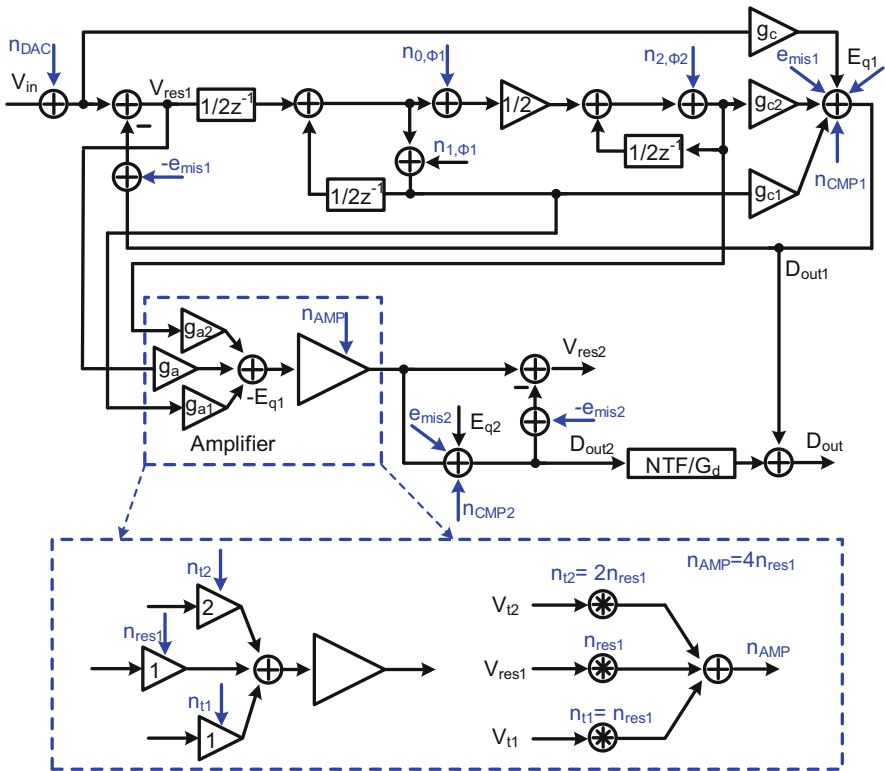 n_DAC
V_in
V_res1
1/2z⁻¹
n_0,Φ1
1/2
n_2,Φ2
g_c
e_mis1
E_q1
g_c2
−
-e_mis1
n_1,Φ1
1/2z⁻¹
1/2z⁻¹
g_c1
n_CMP1
D_out1
g_a2
n_AMP
g_a
-E_q1
g_a1
Amplifier
V_res2
−
e_mis2
E_q2
-e_mis2
D_out2
NTF/G_d
D_out
n_CMP2
n_t2
2
n_res1
1
n_t1
1
n_t2= 2n_res1
n_AMP=4n_res1
V_t2
n_res1
V_res1
n_AMP
n_t1= n_res1
V_t1